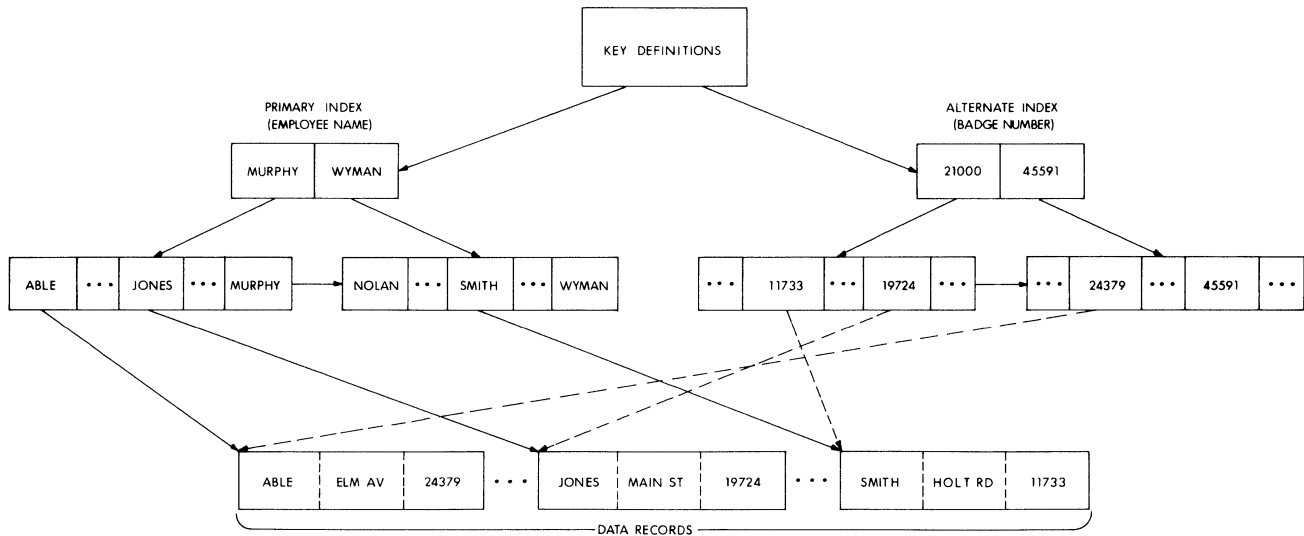 KEY DEFINITIONS
PRIMARY INDEX
(EMPLOYEE NAME)
ALTERNATE INDEX
(BADGE NUMBER)
MURPHY WYMAN
21000 45591
ABLE ••• JONES ••• MURPHY
NOLAN ••• SMITH ••• WYMAN
••• 11733 ••• 19724 •••
••• 24379 ••• 45591 •••
ABLE ELM AV 24379 ••• JONES MAIN ST 19724 ••• SMITH HOLT RD 11733
DATA RECORDS